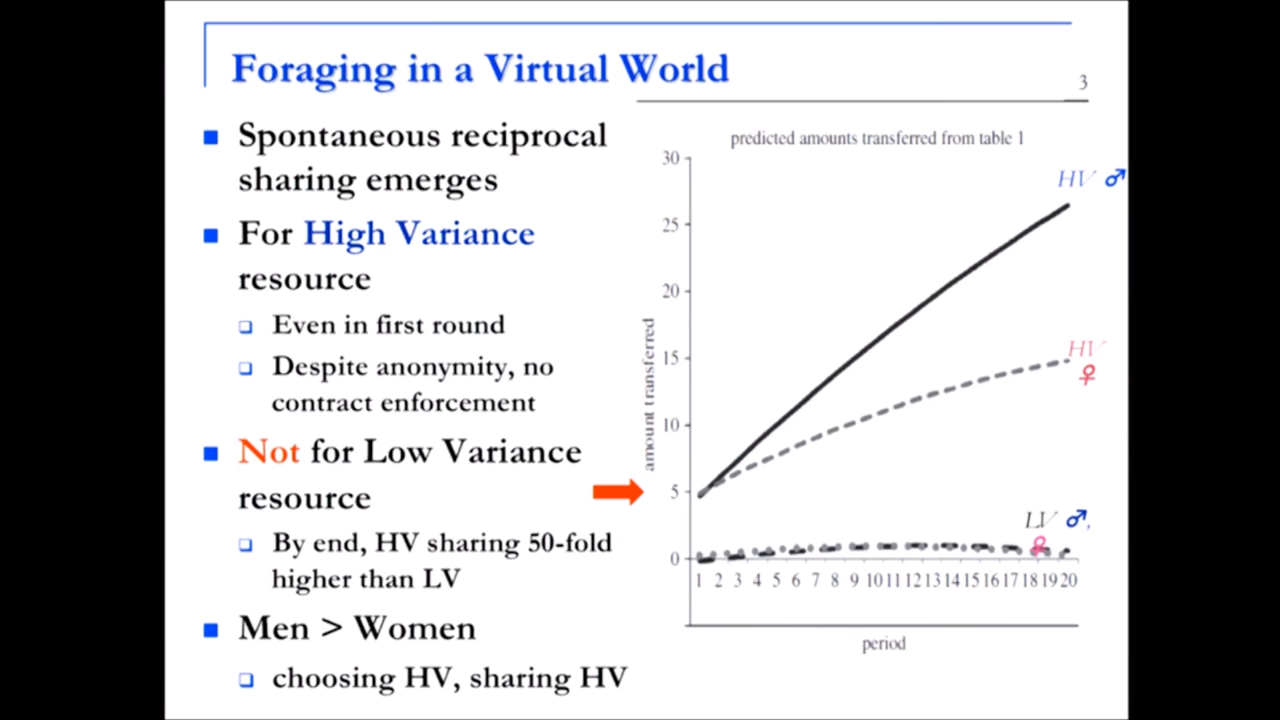 Foraging in a Virtual World
3
Spontaneous reciprocal
sharing emerges
For High Variance
resource
Even in first round
Despite anonymity, no
contract enforcement
Not for Low Variance
resource
By end, HV sharing 50-fold
higher than LV
Men > Women
choosing HV, sharing HV
predicted amounts transferred from table 1
30
25
20
15
10
5
0
amount transferred
HV ♂
HV
♀
LV ♂,
♀
1 2 3 4 5 6 7 8 9 10 11 12 13 14 15 16 17 18 19 20
period